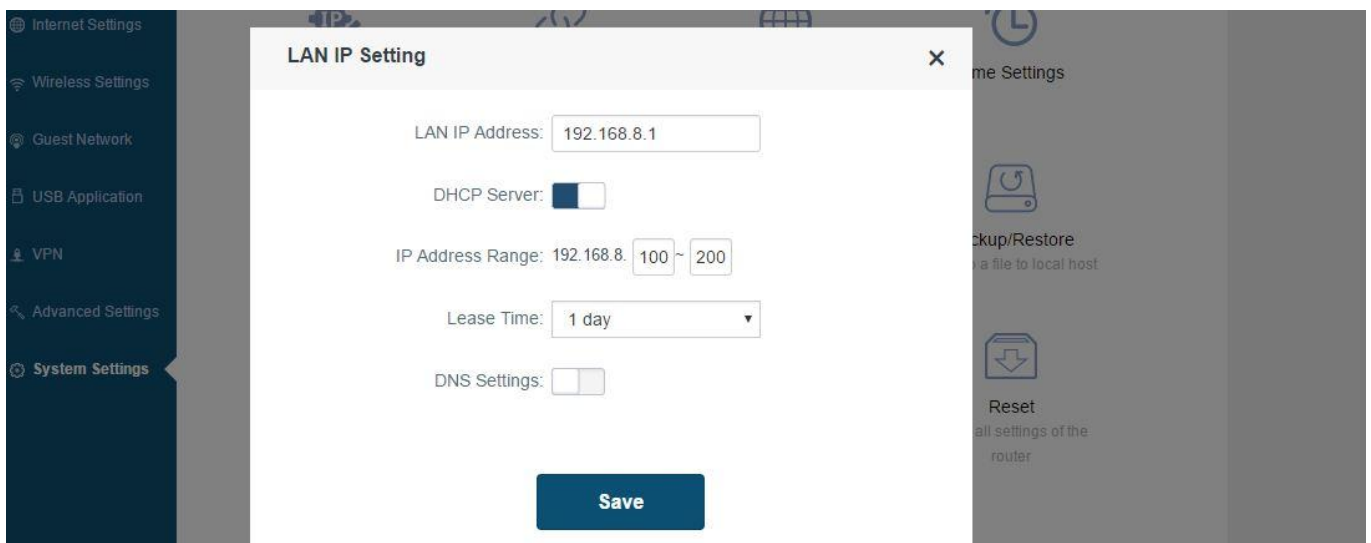 Internet Settings
IP
LAN IP Setting
me Settings
Wireless Settings
LAN IP Address: 192.168.8.1
Guest Network
DHCP Server:
USB Application
ckup/Restore
IP Address Range: 192.168.8. 100 ~ 200
VPN
a file to local host
Advanced Settings
Lease Time: 1 day
System Settings
DNS Settings:
Reset
all settings of the
router
Save